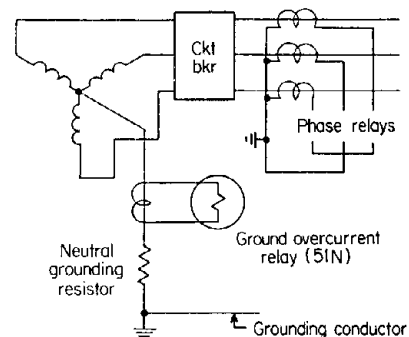 Ckt
bkr
Phase relays
Ground overcurrent
relay (51N)
Neutral
grounding
resistor
Grounding conductor